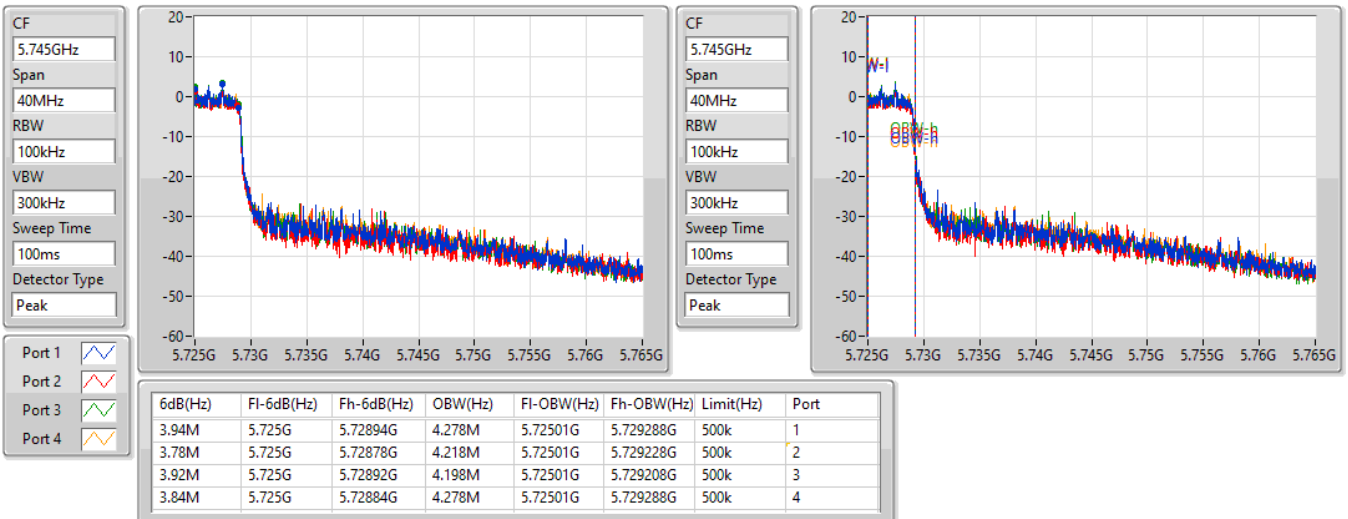 CF
5.745GHz
Span
40MHz
RBW
100kHz
VBW
300kHz
Sweep Time
100ms
Detector Type
Peak
20
10
0
-10
-20
-30
-40
-50
-60
5.725G 5.73G 5.735G 5.74G 5.745G 5.75G 5.755G 5.76G 5.765G
CF
5.745GHz
Span
40MHz
RBW
100kHz
VBW
300kHz
Sweep Time
100ms
Detector Type
Peak
20
10
0
-10
-20
-30
-40
-50
-60
OBW-h
OBW-h
5.725G 5.73G 5.735G 5.74G 5.745G 5.75G 5.755G 5.76G 5.765G
Port 1
Port 2
Port 3
Port 4
6dB(Hz) Fl-6dB(Hz) Fh-6dB(Hz) OBW(Hz) Fl-OBW(Hz) Fh-OBW(Hz) Limit(Hz) Port
3.94M 5.725G 5.72894G 4.278M 5.72501G 5.729288G 500k 1
3.78M 5.725G 5.72878G 4.218M 5.72501G 5.729228G 500k 2
3.92M 5.725G 5.72892G 4.198M 5.72501G 5.729208G 500k 3
3.84M 5.725G 5.72884G 4.278M 5.72501G 5.729288G 500k 4